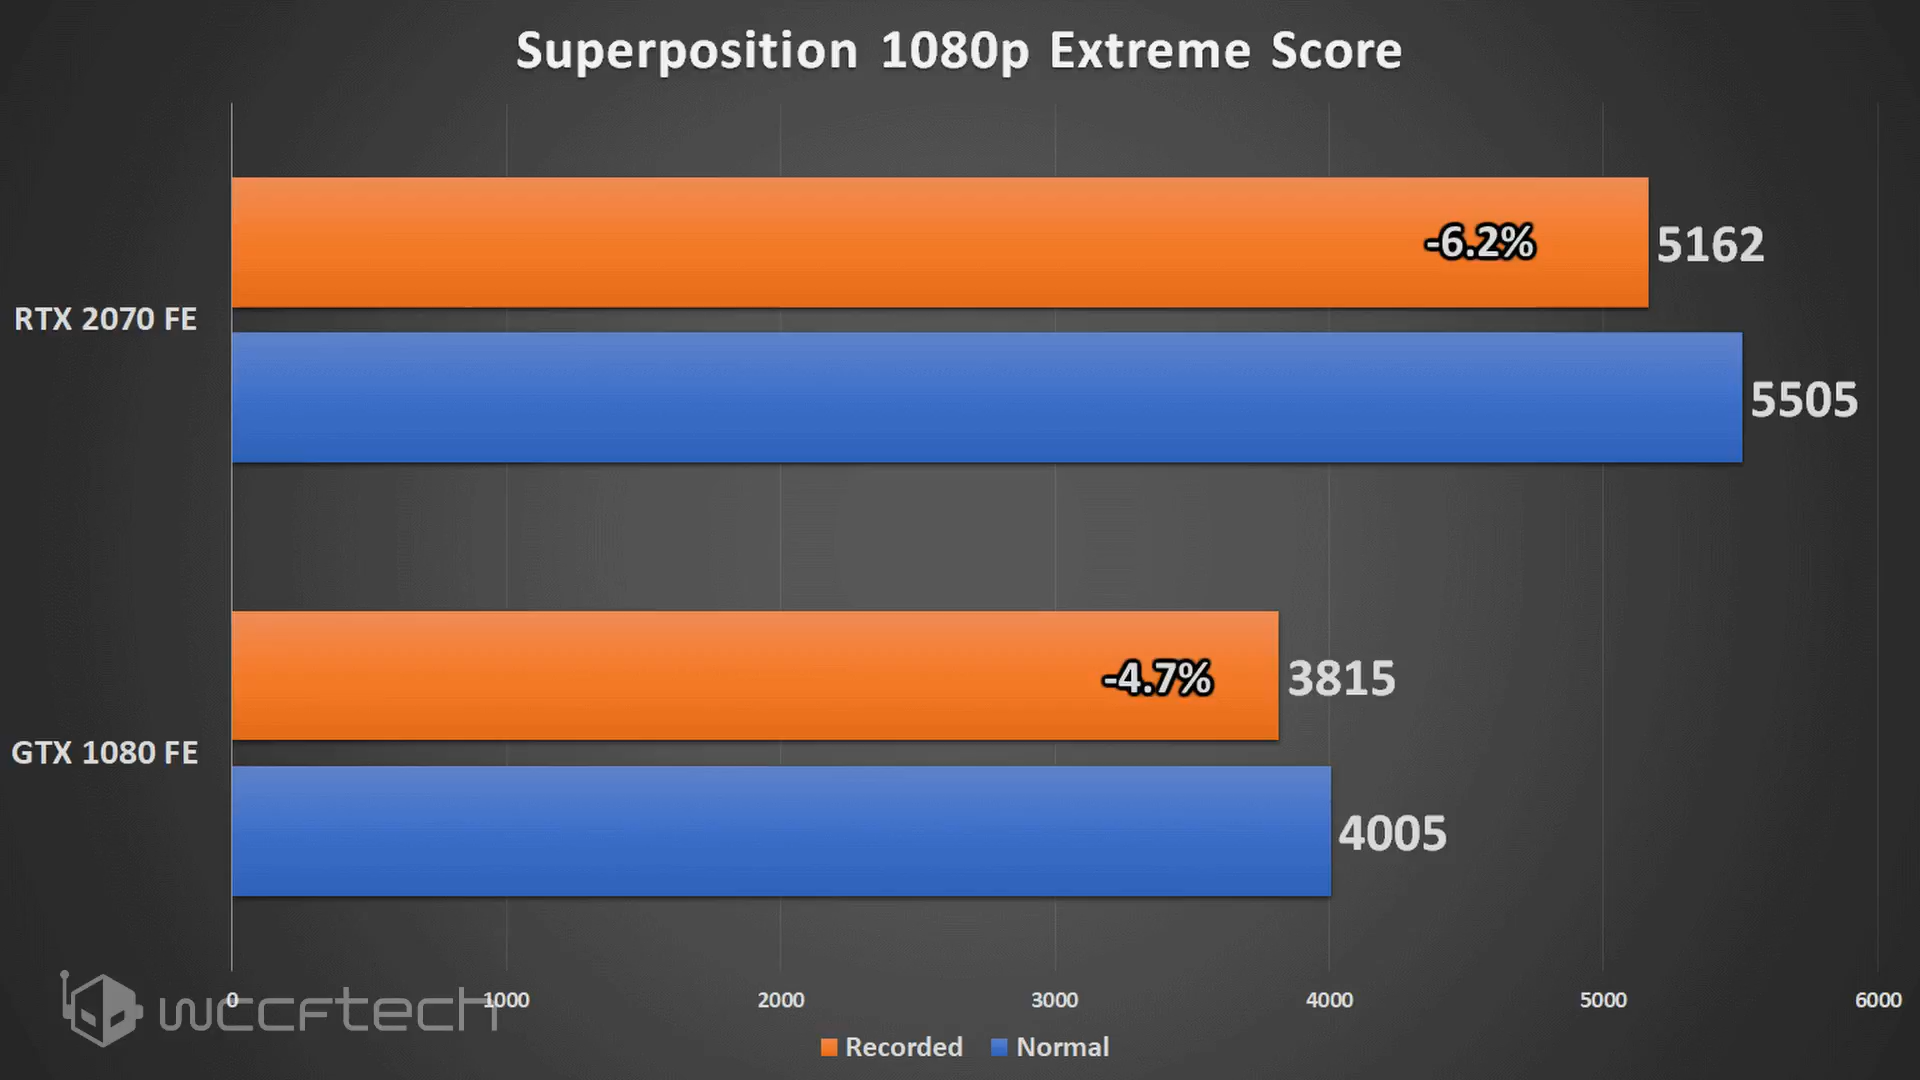 Superposition 1080p Extreme Score
-6.2% 5162
RTX 2070 FE
5505
-4.7% 3815
GTX 1080 FE
4005
0 1000 2000 3000 4000 5000 6000
wccftech
Recorded Normal